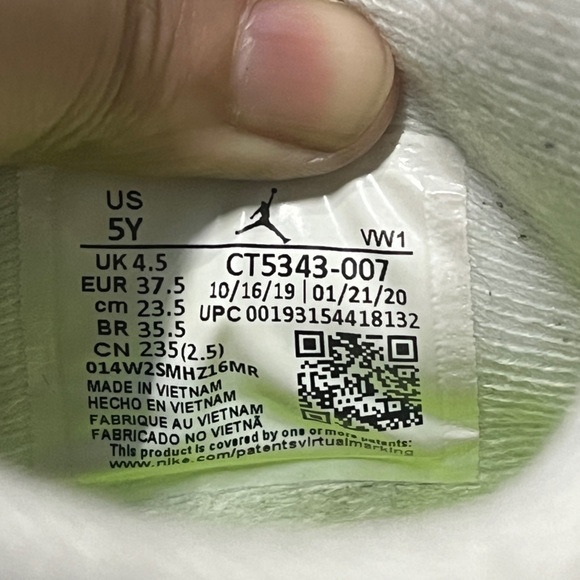 US
5Y
VW1
UK 4.5
EUR 37.5
cm 23.5
BR 35.5
CN 235(2.5)
CT5343-007
10/16/19 | 01/21/20
UPC 00193154418132
014W2SMHZ16MR
MADE IN VIETNAM
HECHO EN VIETNAM
FABRIQUE AU VIETNAM
FABRICADO NO VIETNÃ
This product is covered by one or more patents:
www.nike.com/patentsvirtualmarking